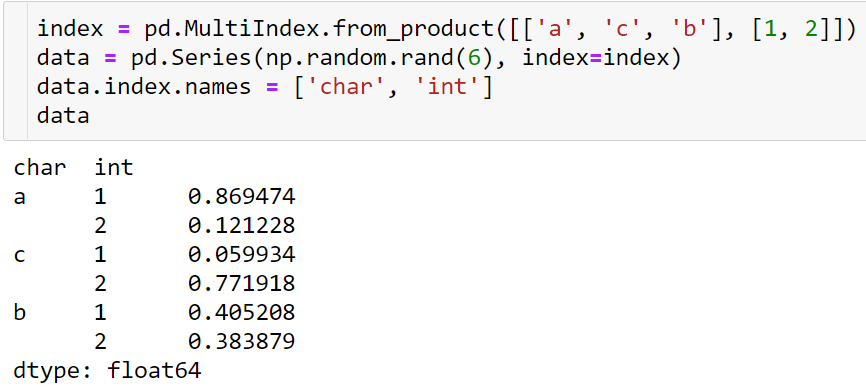 index = pd.MultiIndex.from_product([['a', 'c', 'b'], [1, 2]])
data = pd.Series(np.random.rand(6), index=index)
data.index.names = ['char', 'int']
data
char  int
a     1      0.869474
      2      0.121228
c     1      0.059934
      2      0.771918
b     1      0.405208
      2      0.383879
dtype: float64